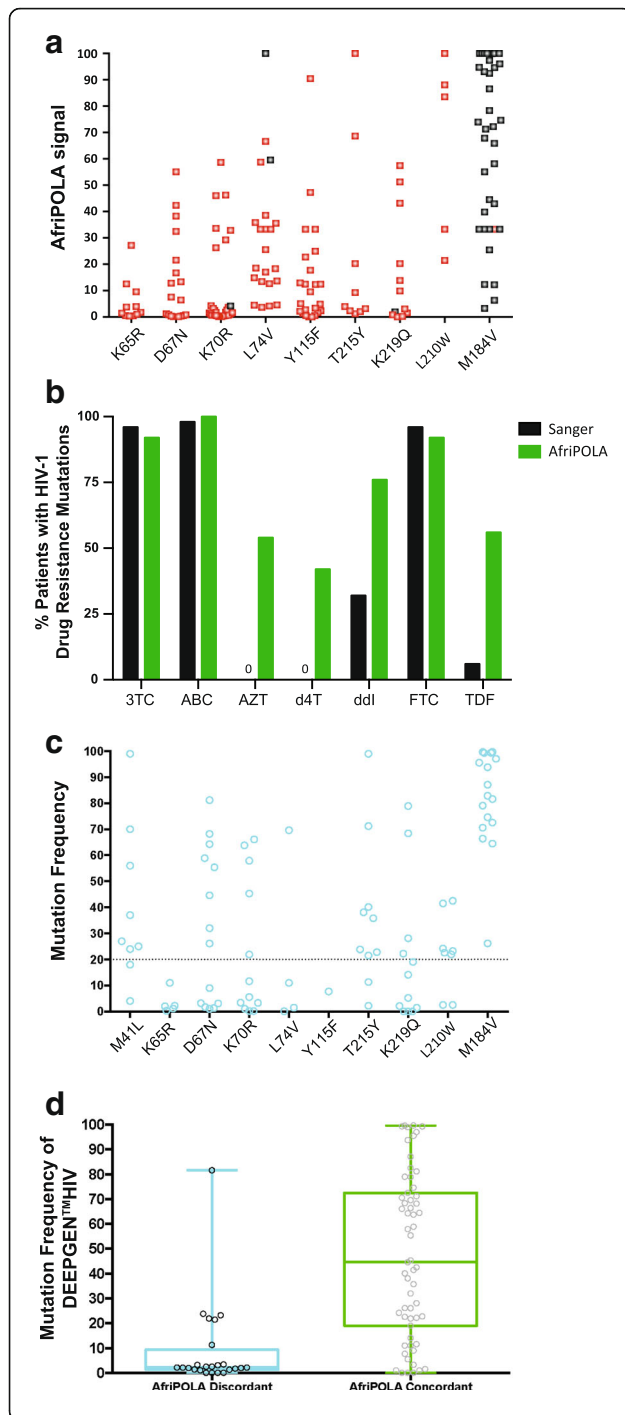 a
AfriPOLA signal
100
90
80
70
60
50
40
30
20
10
0
K65R D67N K70R L74V Y115F T215Y K219Q L210W M184V
b
% Patients with HIV-1
Drug Resistance Muatations
100
75
50
25
0
0 0
3TC ABC AZT d4T ddI FTC TDF
Sanger
AfriPOLA
c
Mutation Frequency
100
90
80
70
60
50
40
30
20
10
0
M41L K65R D67N K70R L74V Y115F T215Y K219Q L210W M184V
d
Mutation Frequency of
DEEPGEN™HIV
100
90
80
70
60
50
40
30
20
10
0
AfriPOLA Discordant AfriPOLA Concordant